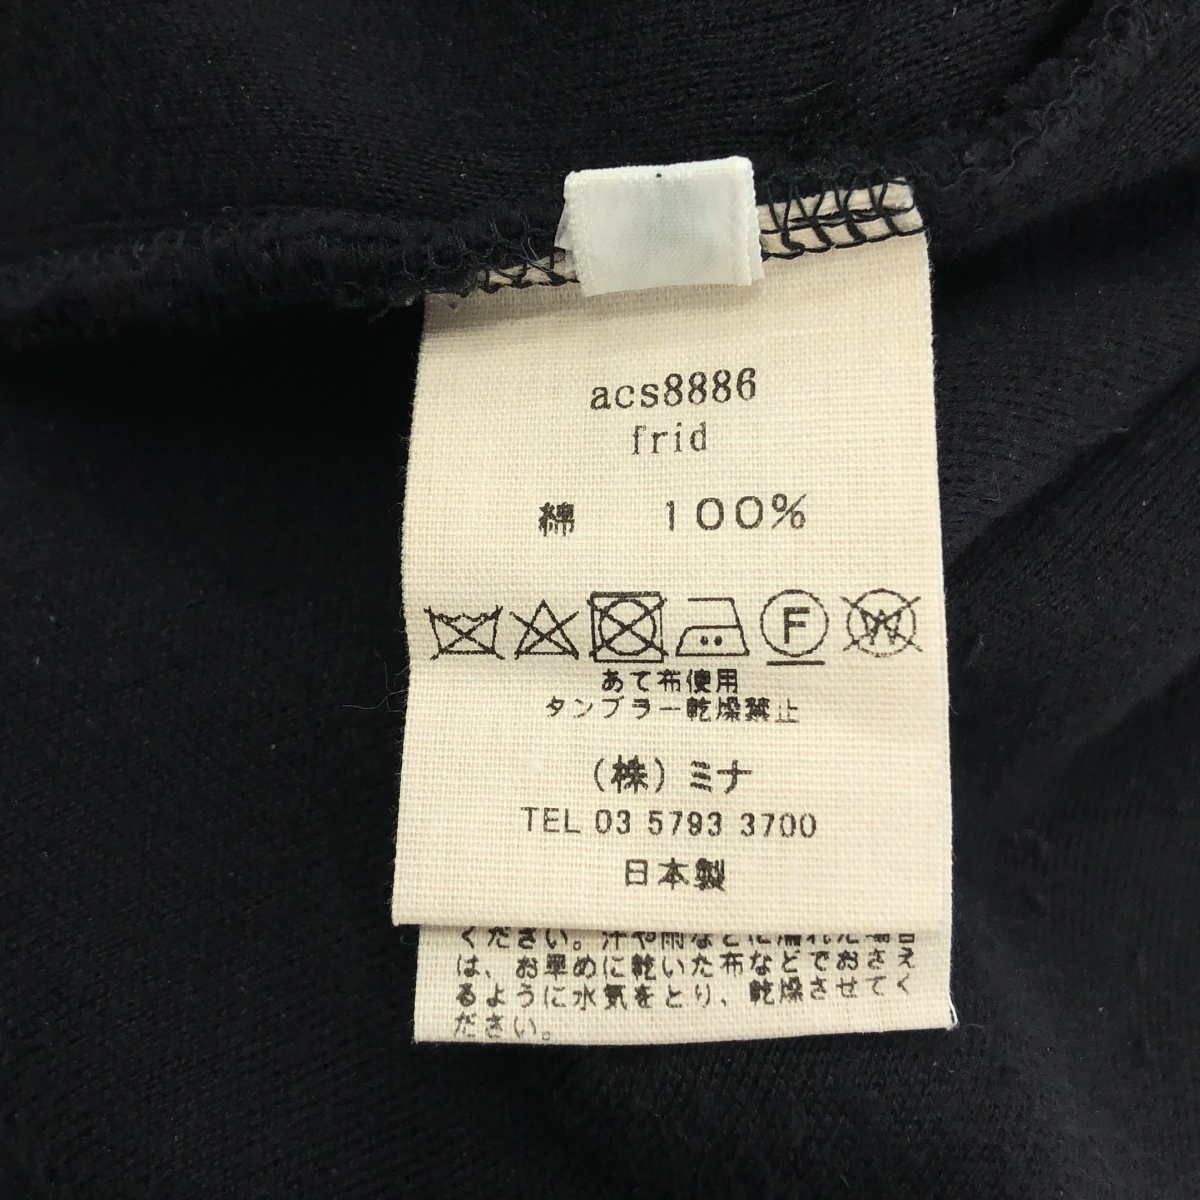 acs8886
frid
綿 100%
F W
あて布使用
タンブラー乾燥禁止
(株)ミナ
TEL 03 5793 3700
日本製
ください。汗や雨などに濡れた場合
は、お早めに乾いた布などでおさえ
るように水気をとり、乾燥させてく
ださい。